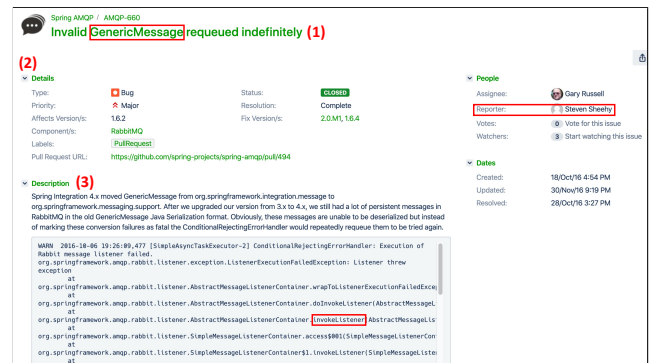 Spring AMQP / AMQP-660
Invalid GenericMessage requeued indefinitely (1)
(2)
Details
Type: Bug Status: CLOSED
Priority: Major Resolution: Complete
Affects Version/s: 1.6.2 Fix Version/s: 2.0.M1, 1.6.4
Component/s: RabbitMQ
Labels: PullRequest
Pull Request URL: https://github.com/spring-projects/spring-amqp/pull/494
People
Assignee: Gary Russell
Reporter: Steven Sheehy
Votes: 0 Vote for this issue
Watchers: 3 Start watching this issue
Dates
Created: 18/Oct/16 4:54 PM
Updated: 30/Nov/16 9:19 PM
Resolved: 28/Oct/16 3:27 PM
Description (3)
Spring Integration 4.x moved GenericMessage from org.springframework.integration.message to
org.springframework.messaging.support. After we upgraded our version from 3.x to 4.x, we still had a lot of persistent messages in
RabbitMQ in the old GenericMessage Java Serialization format. Obviously, these messages are unable to be deserialized but instead
of marking these conversion failures as fatal the ConditionalRejectingErrorHandler would repeatedly requeue them to be tried again.
WARN 2016-10-06 19:26:09,477 [SimpleAsyncTaskExecutor-2] ConditionalRejectingErrorHandler: Execution of
Rabbit message listener failed.
org.springframework.amqp.rabbit.listener.exception.ListenerExecutionFailedException: Listener threw
exception
at
org.springframework.amqp.rabbit.listener.AbstractMessageListenerContainer.wrapToListenerExecutionFailedExce
at
org.springframework.amqp.rabbit.listener.AbstractMessageListenerContainer.doInvokeListener(AbstractMessageL
at
org.springframework.amqp.rabbit.listener.AbstractMessageListenerContainer.invokeListener(AbstractMessageLis
at
org.springframework.amqp.rabbit.listener.SimpleMessageListenerContainer.access$001(SimpleMessageListenerCon
at
org.springframework.amqp.rabbit.listener.SimpleMessageListenerContainer$1.invokeListener(SimpleMessageListe
at